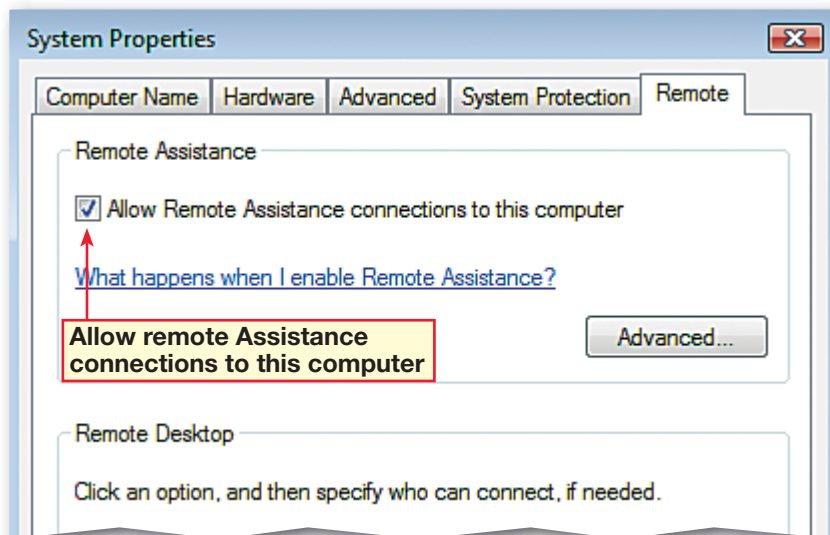 System Properties
Computer Name Hardware Advanced System Protection Remote
Remote Assistance
Allow Remote Assistance connections to this computer
What happens when I enable Remote Assistance?
Allow remote Assistance
connections to this computer
Advanced...
Remote Desktop
Click an option, and then specify who can connect, if needed.